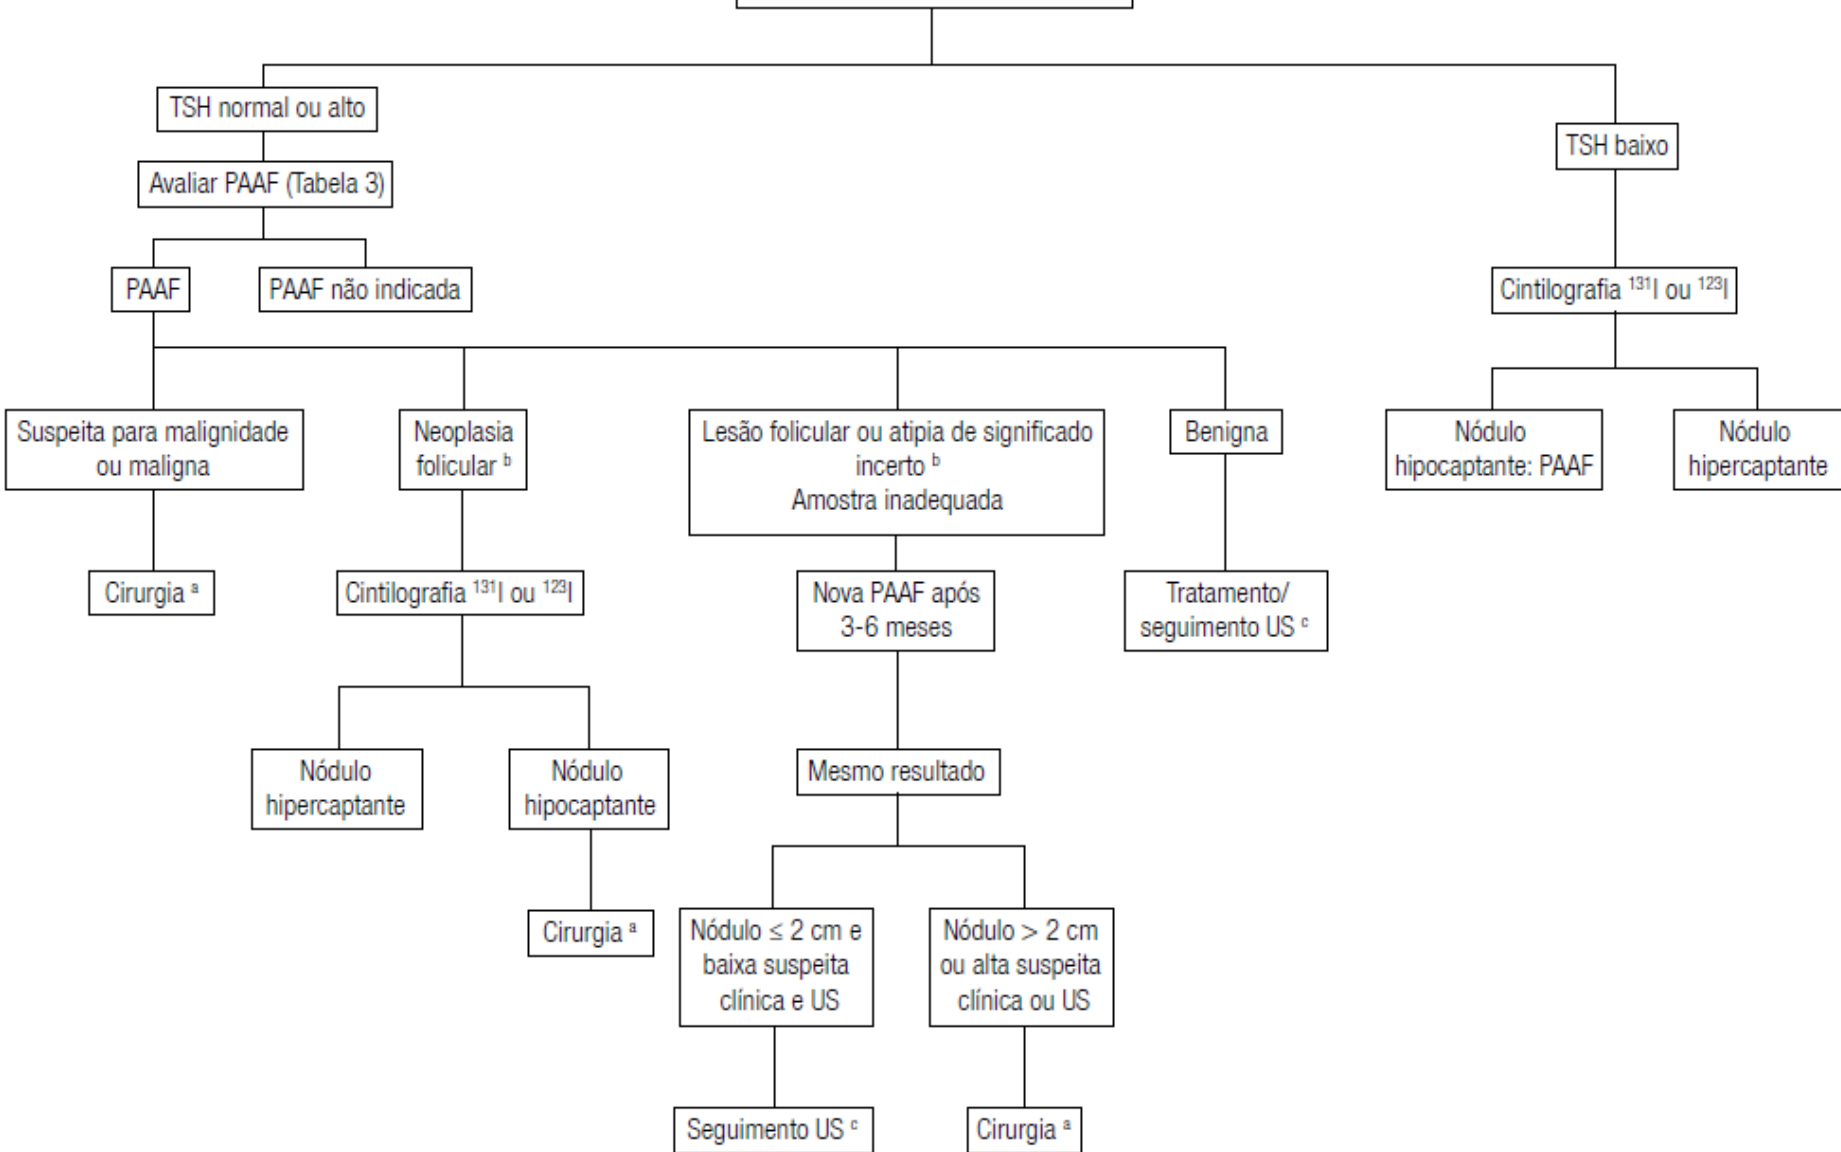 TSH normal ou alto
TSH baixo
Avaliar PAAF (Tabela 3)
PAAF
PAAF não indicada
Cintilografia ¹³¹I ou ¹²³I
Suspeita para malignidade
ou maligna
Neoplasia
folicular ᵇ
Lesão folicular ou atipia de significado
incerto ᵇ
Amostra inadequada
Benigna
Nódulo
hipocaptante: PAAF
Nódulo
hipercaptante
Cirurgia ᵃ
Cintilografia ¹³¹I ou ¹²³I
Nova PAAF após
3-6 meses
Tratamento/
seguimento US ᶜ
Nódulo
hipercaptante
Nódulo
hipocaptante
Mesmo resultado
Cirurgia ᵃ
Nódulo ≤ 2 cm e
baixa suspeita
clínica e US
Nódulo > 2 cm
ou alta suspeita
clínica ou US
Seguimento US ᶜ
Cirurgia ᵃ